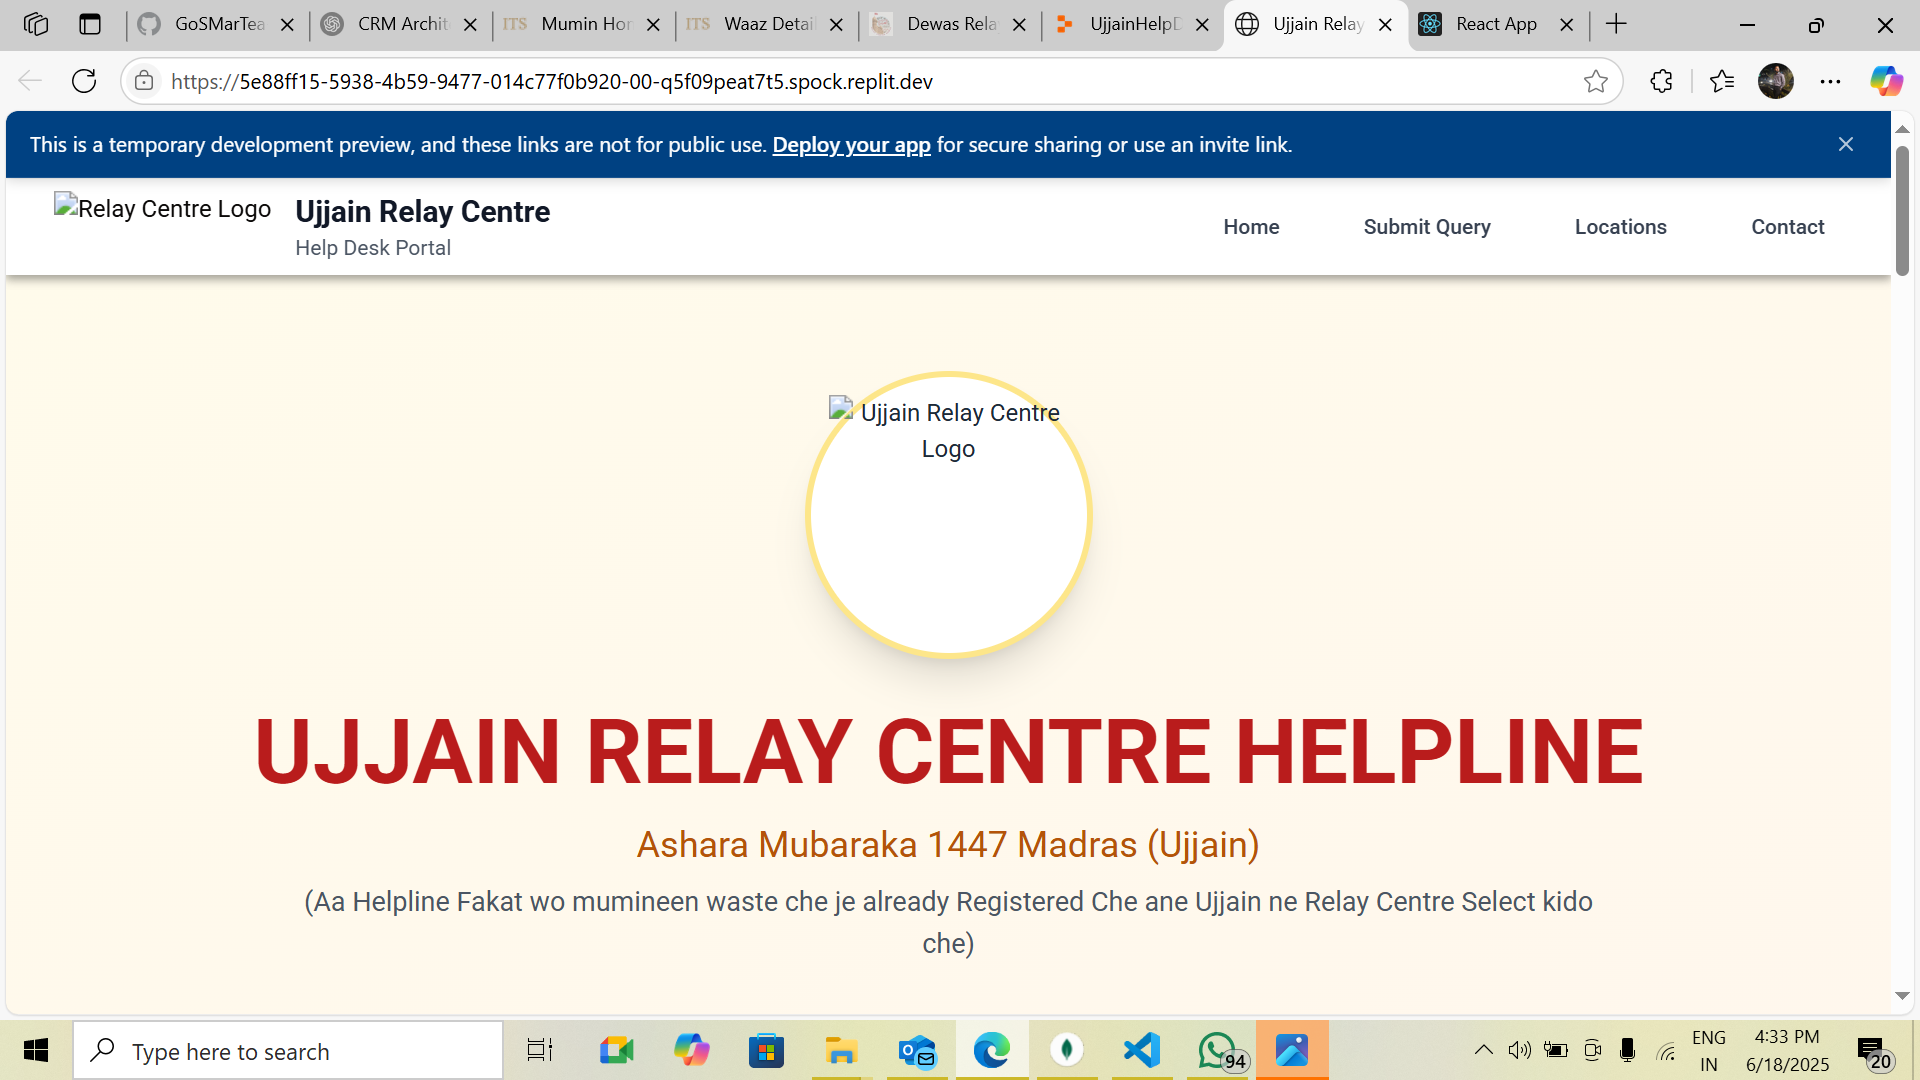 GoSMarTea
CRM Archit
ITS Mumin Hor
ITS Waaz Detail
Dewas Rela
UjjainHelpD
Ujjain Relay
React App
https://5e88ff15-5938-4b59-9477-014c77f0b920-00-q5f09peat7t5.spock.replit.dev
This is a temporary development preview, and these links are not for public use. Deploy your app for secure sharing or use an invite link.
Relay Centre Logo
Ujjain Relay Centre
Help Desk Portal
Home
Submit Query
Locations
Contact
Ujjain Relay Centre
Logo
UJJAIN RELAY CENTRE HELPLINE
Ashara Mubaraka 1447 Madras (Ujjain)
(Aa Helpline Fakat wo mumineen waste che je already Registered Che ane Ujjain ne Relay Centre Select kido
che)
Type here to search
94
ENG
IN
4:33 PM
6/18/2025
20